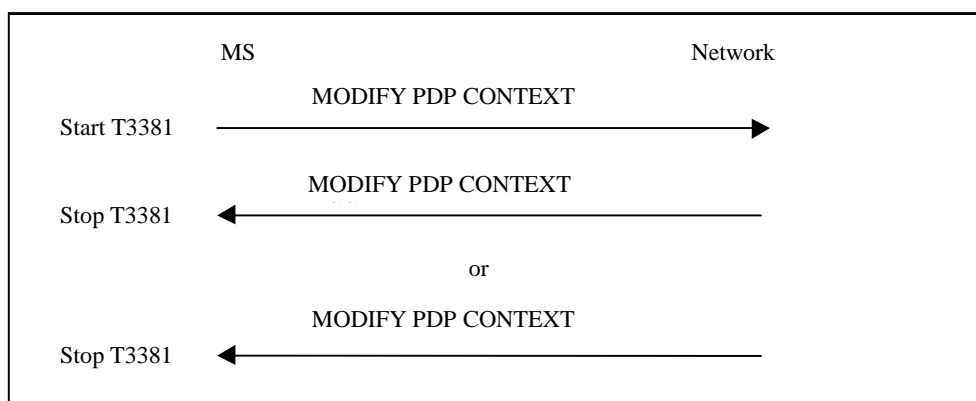 MS Network
MODIFY PDP CONTEXT
Start T3381
MODIFY PDP CONTEXT
Stop T3381
or
MODIFY PDP CONTEXT
Stop T3381